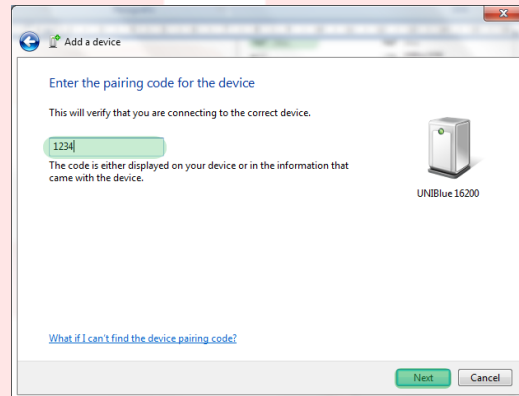 Add a device
Enter the pairing code for the device
This will verify that you are connecting to the correct device.
1234
The code is either displayed on your device or in the information that
came with the device.
UNIBlue 16200
What if I can't find the device pairing code?
Next Cancel